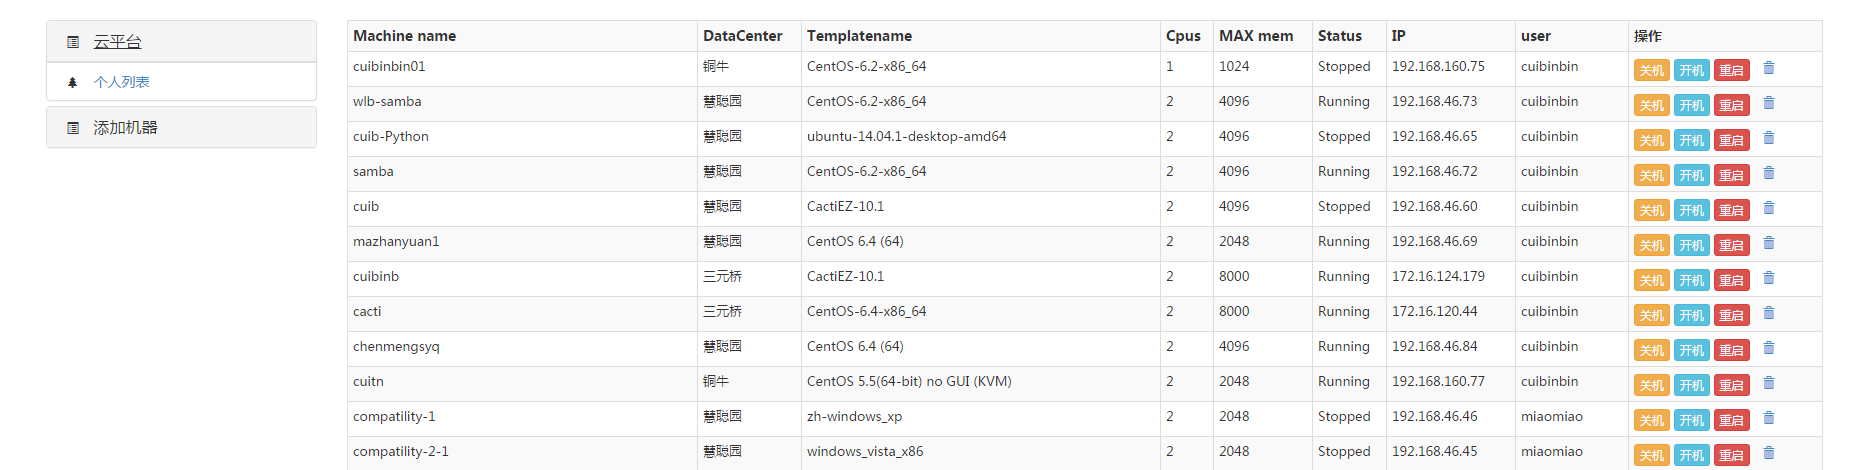 云平台
个人列表
添加机器
Machine name DataCenter Templatename Cpus MAX mem Status IP user 操作
cuibinbin01 铜牛 CentOS-6.2-x86_64 1 1024 Stopped 192.168.160.75 cuibinbin 关机 开机 重启
wlb-samba 慧聪园 CentOS-6.2-x86_64 2 4096 Running 192.168.46.73 cuibinbin 关机 开机 重启
cuib-Python 慧聪园 ubuntu-14.04.1-desktop-amd64 2 4096 Stopped 192.168.46.65 cuibinbin 关机 开机 重启
samba 慧聪园 CentOS-6.2-x86_64 2 4096 Running 192.168.46.72 cuibinbin 关机 开机 重启
cuib 慧聪园 CactiEZ-10.1 2 4096 Stopped 192.168.46.60 cuibinbin 关机 开机 重启
mazhanyuan1 慧聪园 CentOS 6.4 (64) 2 2048 Running 192.168.46.69 cuibinbin 关机 开机 重启
cuibinb 三元桥 CactiEZ-10.1 2 8000 Running 172.16.124.179 cuibinbin 关机 开机 重启
cacti 三元桥 CentOS-6.4-x86_64 2 8000 Running 172.16.120.44 cuibinbin 关机 开机 重启
chenmengsyq 慧聪园 CentOS 6.4 (64) 2 4096 Running 192.168.46.84 cuibinbin 关机 开机 重启
cuitn 铜牛 CentOS 5.5(64-bit) no GUI (KVM) 2 2048 Running 192.168.160.77 cuibinbin 关机 开机 重启
compatility-1 慧聪园 zh-windows_xp 2 2048 Stopped 192.168.46.46 miaomiao 关机 开机 重启
compatility-2-1 慧聪园 windows_vista_x86 2 2048 Stopped 192.168.46.45 miaomiao 关机 开机 重启